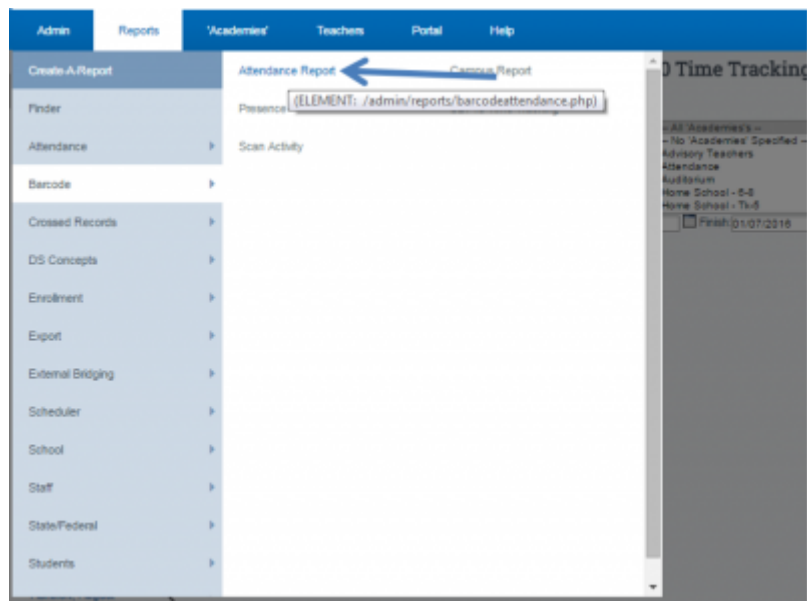 Admin Reports 'Academies' Teachers Portal Help
Create-A-Report
Finder
Attendance
Barcode
Crossed Records
DS Concepts
Enrollment
Export
External Bridging
Scheduler
School
Staff
State/Federal
Students
Attendance Report Campus Report
Presence
(ELEMENT: /admin/reports/barcodeattendance.php)
Scan Activity
0 Time Tracking
-- All 'Academies's --
-- No 'Academies' Specified --
Advisory Teachers
Attendance
Auditorium
Home School - 6-8
Home School - Tk-5
Finish: 01/07/2016